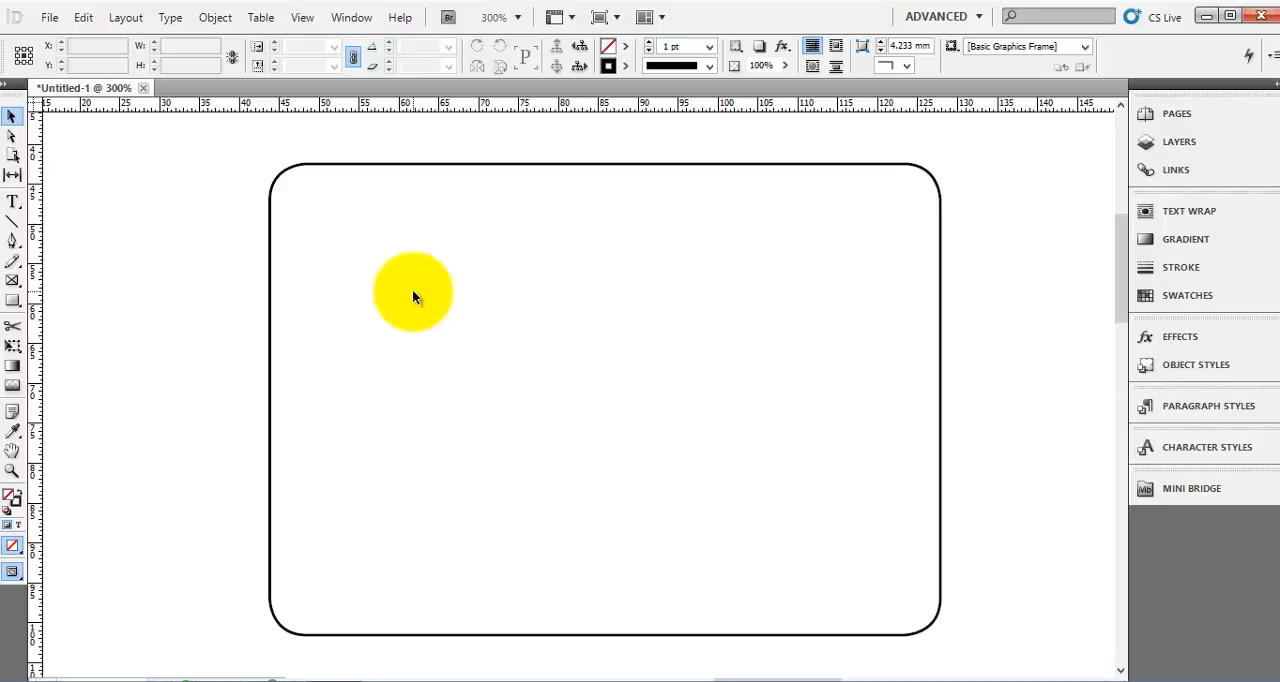 File Edit Layout Type Object Table View Window Help Br 300% ADVANCED CS Live
X: W: 1 pt fx. 4.233 mm [Basic Graphics Frame]
Y: H: P 100%
*Untitled-1 @ 300%
15 20 25 30 35 40 45 50 55 60 65 70 75 80 85 90 95 100 105 110 115 120 125 130 135 140 145
PAGES
LAYERS
LINKS
TEXT WRAP
GRADIENT
STROKE
SWATCHES
fx EFFECTS
OBJECT STYLES
PARAGRAPH STYLES
A CHARACTER STYLES
Mb MINI BRIDGE
T
T